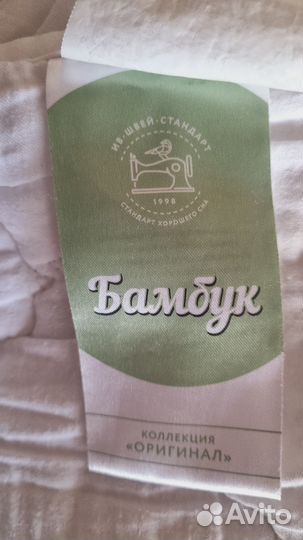 ИВ·ШВЕЙ·СТАНДАРТ
1998
СТАНДАРТ ХОРОШЕГО СНА
Бамбук
КОЛЛЕКЦИЯ
«ОРИГИНАЛ»
Avito